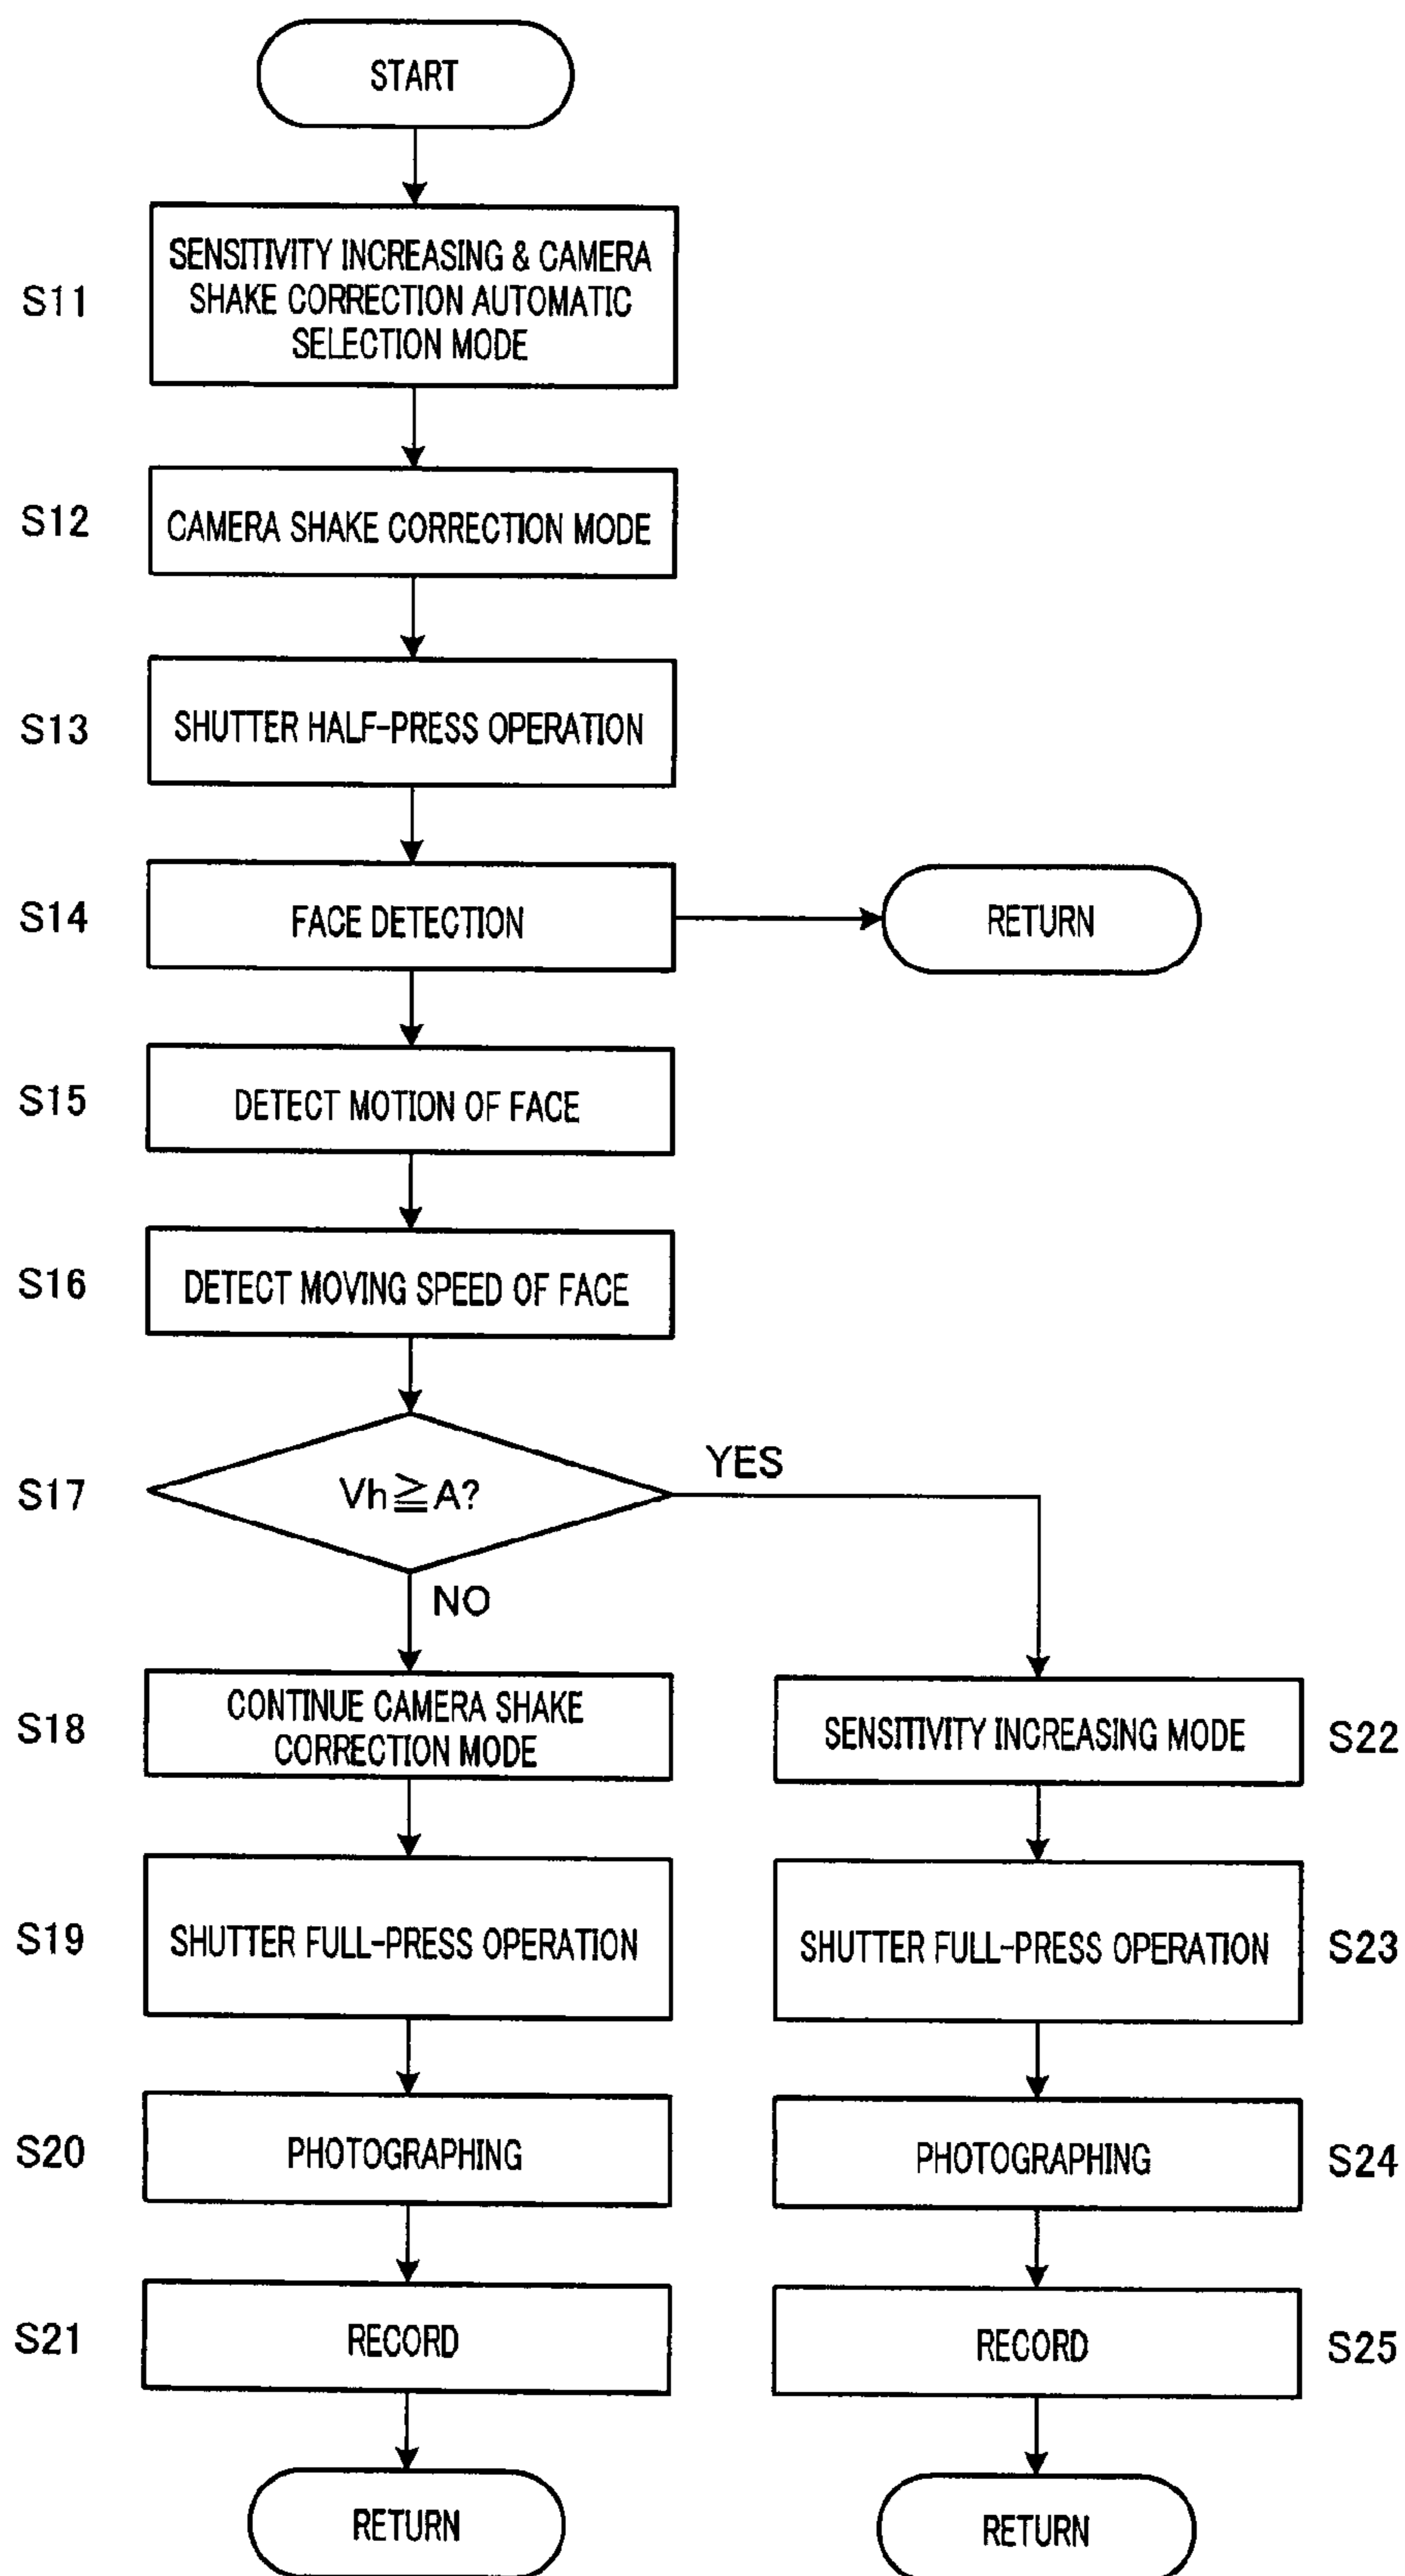 START
S11
SENSITIVITY INCREASING & CAMERA
SHAKE CORRECTION AUTOMATIC
SELECTION MODE
S12
CAMERA SHAKE CORRECTION MODE
S13
SHUTTER HALF-PRESS OPERATION
S14
FACE DETECTION
RETURN
S15
DETECT MOTION OF FACE
S16
DETECT MOVING SPEED OF FACE
S17
Vh≧A?
YES
NO
S18
CONTINUE CAMERA SHAKE
CORRECTION MODE
SENSITIVITY INCREASING MODE
S22
S19
SHUTTER FULL-PRESS OPERATION
SHUTTER FULL-PRESS OPERATION
S23
S20
PHOTOGRAPHING
PHOTOGRAPHING
S24
S21
RECORD
RECORD
S25
RETURN
RETURN